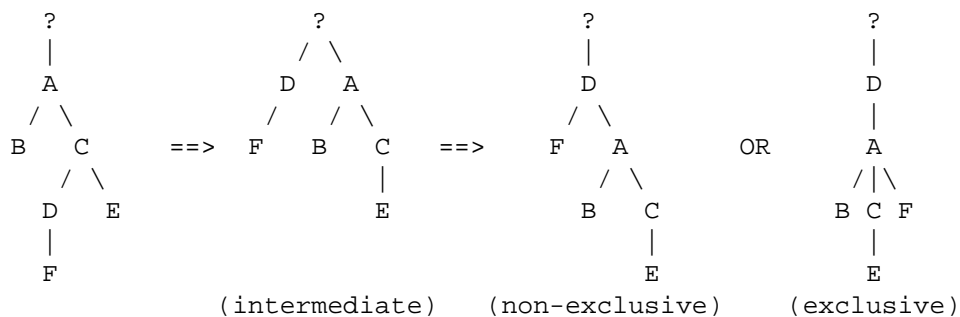 ? ? ? ?
A D A D D
B C ==> F B C ==> F A OR A
D E E B C B C F
F E E
(intermediate) (non-exclusive) (exclusive)